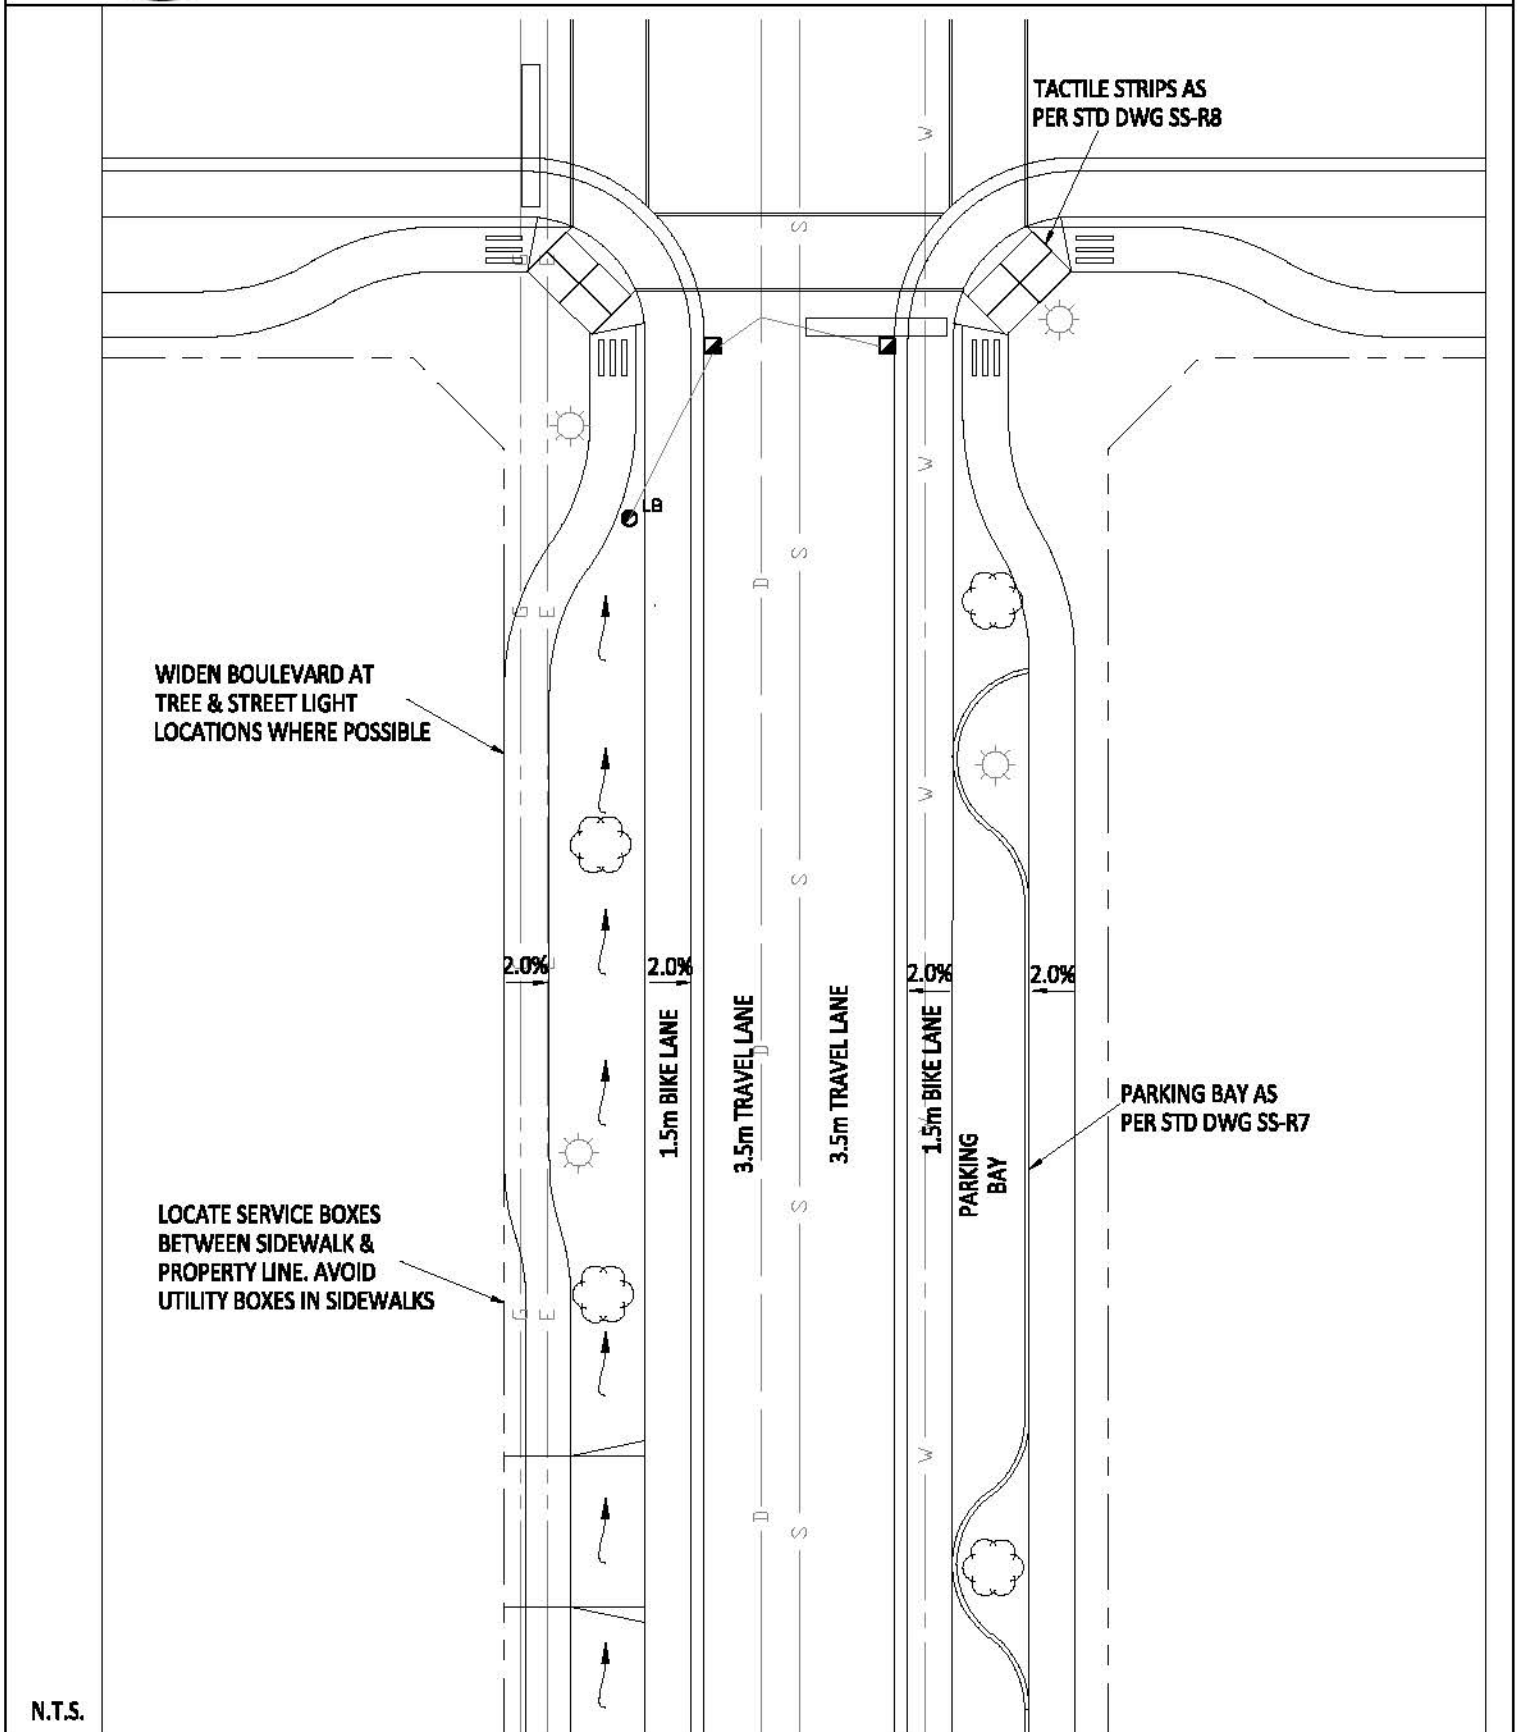 TACTILE STRIPS AS
PER STD DWG SS-R8
W
S
G E
LB
W
S
D
G E
WIDEN BOULEVARD AT
TREE & STREET LIGHT
LOCATIONS WHERE POSSIBLE
W
S
2.0%
2.0%
2.0%
2.0%
1.5m BIKE LANE
3.5m TRAVEL LANE
D
3.5m TRAVEL LANE
1.5m BIKE LANE
PARKING
BAY
PARKING BAY AS
PER STD DWG SS-R7
LOCATE SERVICE BOXES
BETWEEN SIDEWALK &
PROPERTY LINE. AVOID
UTILITY BOXES IN SIDEWALKS
S
G E
W
D
S
N.T.S.